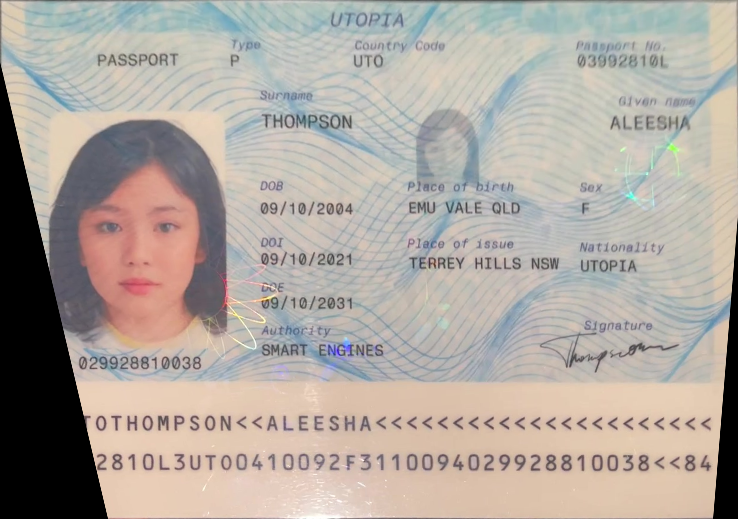 UTOPIA
PASSPORT
Type
P
Country Code
UTO
Passport No.
03992810L
Surname
THOMPSON
Given name
ALEESHA
DOB
09/10/2004
Place of birth
EMU VALE QLD
Sex
F
DOI
09/10/2021
Place of issue
TERREY HILLS NSW
Nationality
UTOPIA
DOE
09/10/2031
Authority
SMART ENGINES
Signature
Thompson
029928810038
TOTHOMPSON<<ALEESHA<<<<<<<<<<<<<<<<<<<<<<
2810L3UTO0410092F3110094029928810038<<84